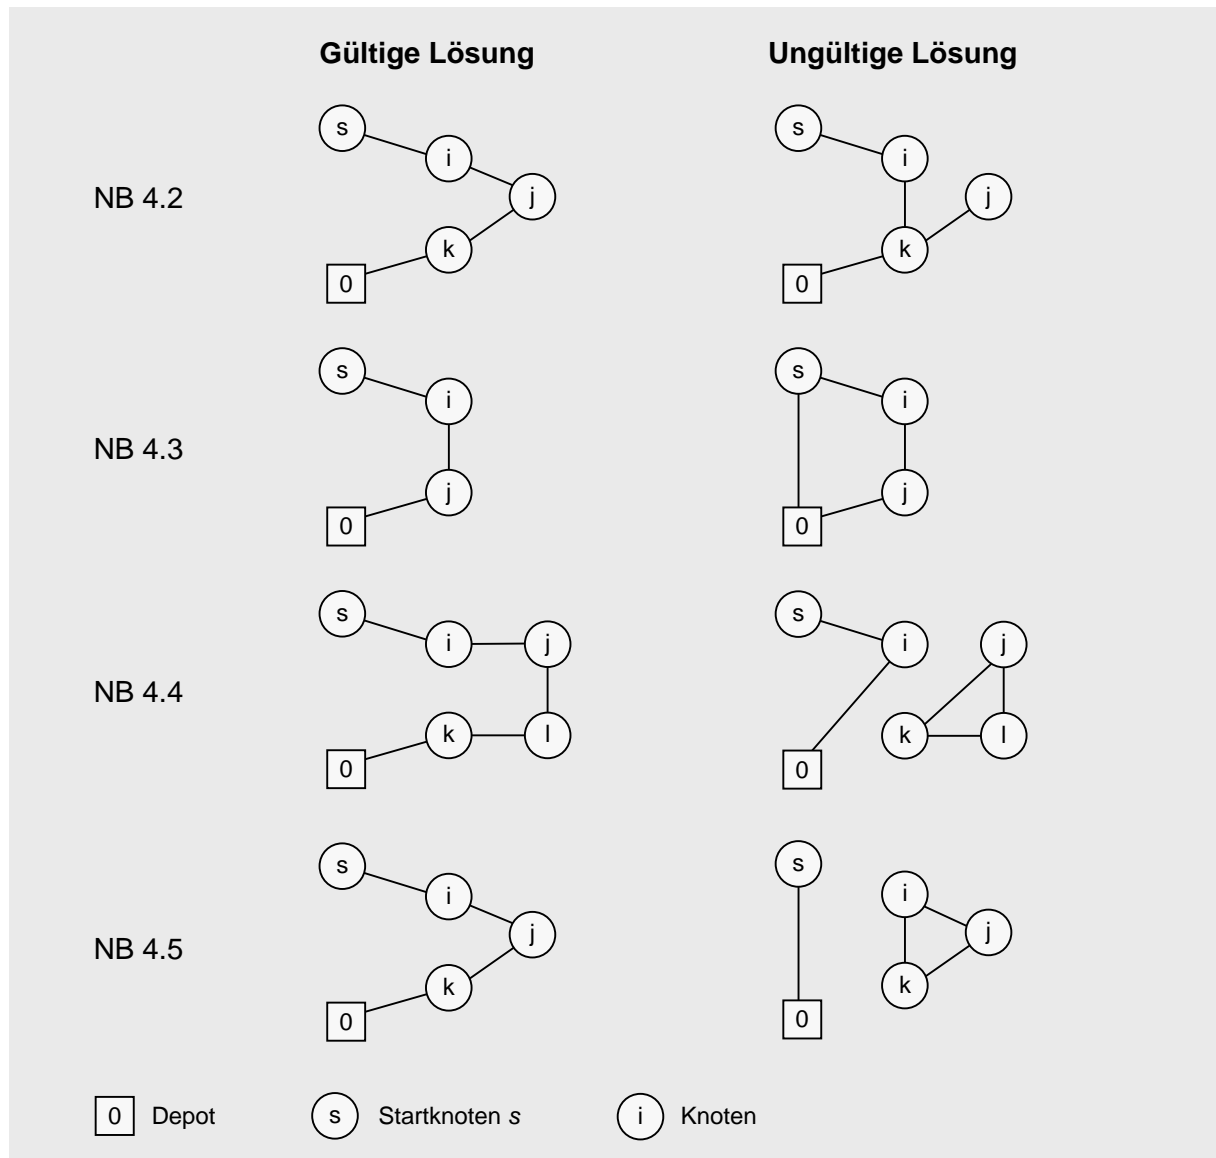 Gültige Lösung Ungültige Lösung
s s
i i
NB 4.2 j j
k k
0 0
s s
i i
NB 4.3
j j
0 0
s s
i j i j
NB 4.4
k l k l
0 0
s s
i i
NB 4.5 j j
k k
0 0
0 Depot s Startknoten s i Knoten